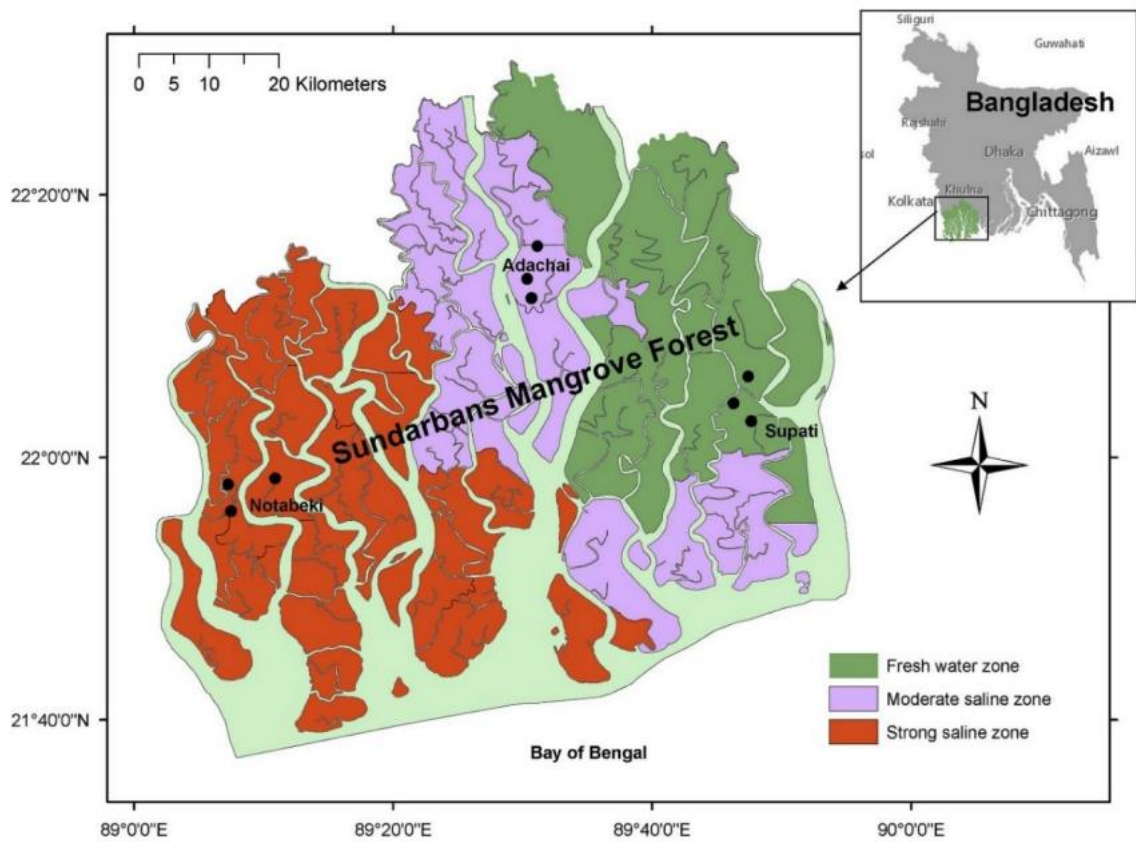 Siliguri
Guwahati
Bangladesh
Rajshahi
Dhaka
Aizawl
sol
Khulna
Kolkata
Chittagong
0 5 10 20 Kilometers
22°20'0"N
22°0'0"N
21°40'0"N
Adachai
Sundarbans Mangrove Forest
Supati
Notabeki
N
Fresh water zone
Moderate saline zone
Strong saline zone
Bay of Bengal
89°0'0"E 89°20'0"E 89°40'0"E 90°0'0"E